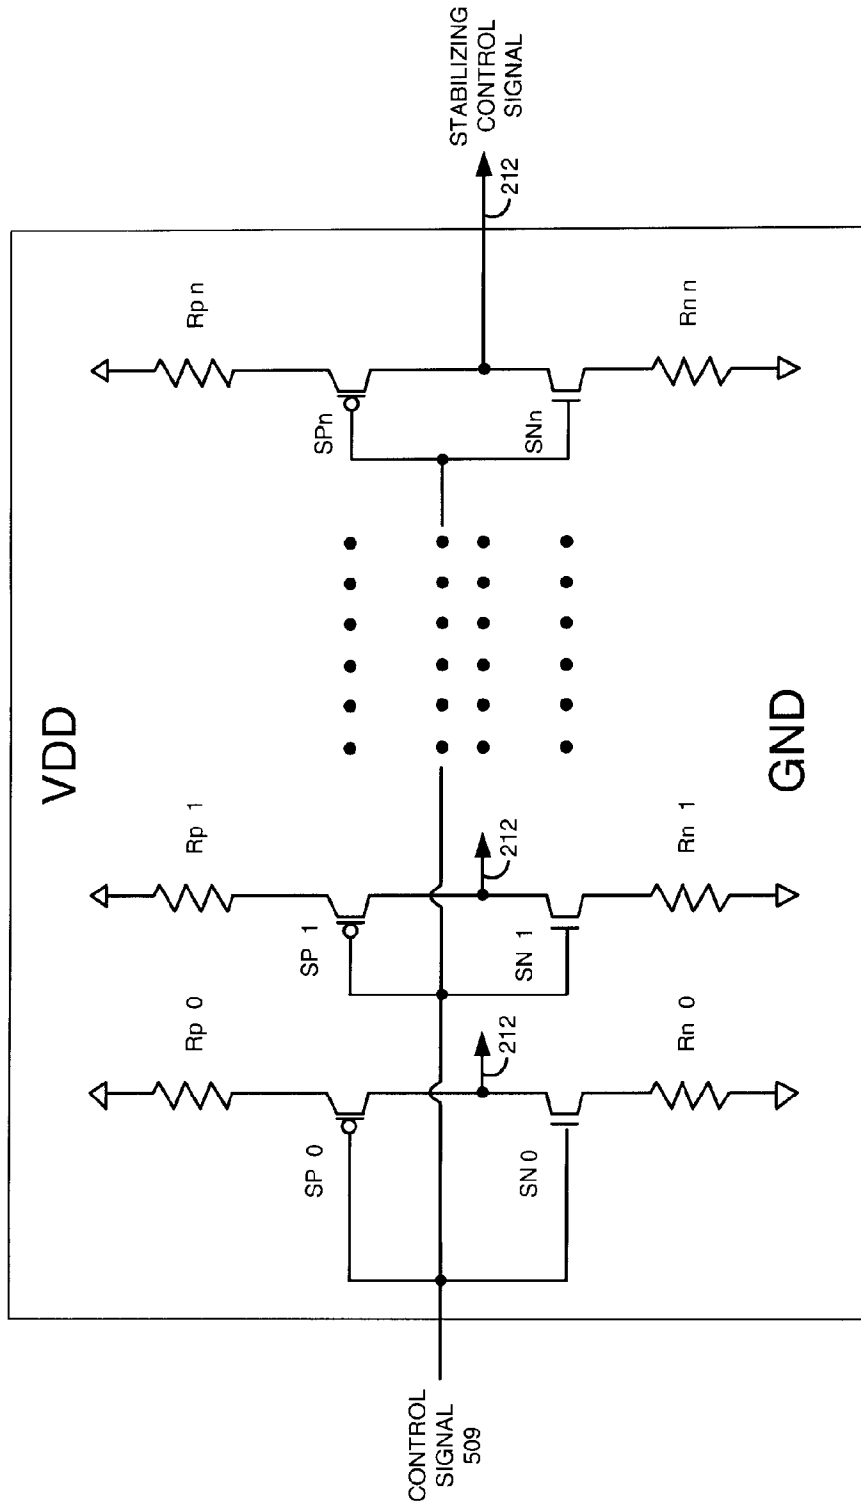 VDD
Rp 0
Rp 1
Rp n
SP 0
SP 1
SPn
CONTROL
SIGNAL
509
212
212
212
STABILIZING
CONTROL
SIGNAL
SN 0
SN 1
SNn
Rn 0
Rn 1
Rn n
GND